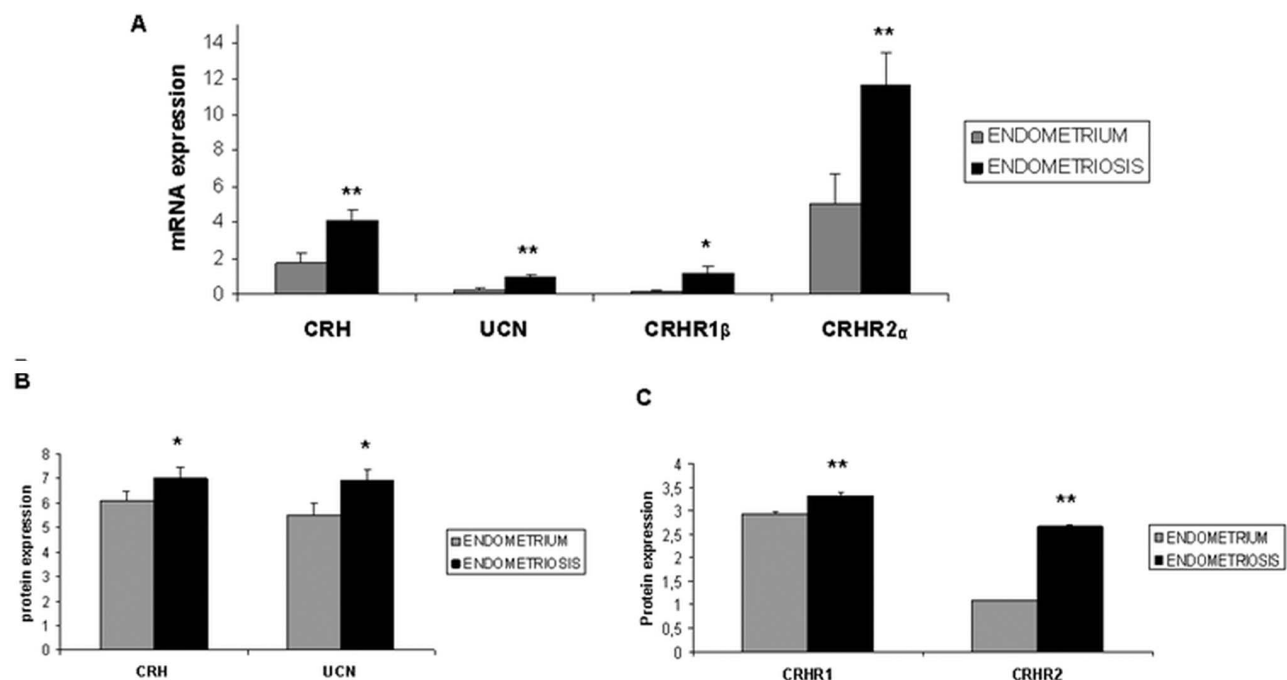 A
mRNA expression
14
12
10
8
6
4
2
0
**
**
*
**
CRH
UCN
CRHR1β
CRHR2α
ENDOMETRIUM
ENDOMETRIOSIS
B
protein expression
8
7
6
5
4
3
2
1
0
*
*
CRH
UCN
ENDOMETRIUM
ENDOMETRIOSIS
C
Protein expression
4
3,5
3
2,5
2
1,5
1
0,5
0
**
**
CRHR1
CRHR2
ENDOMETRIUM
ENDOMETRIOSIS